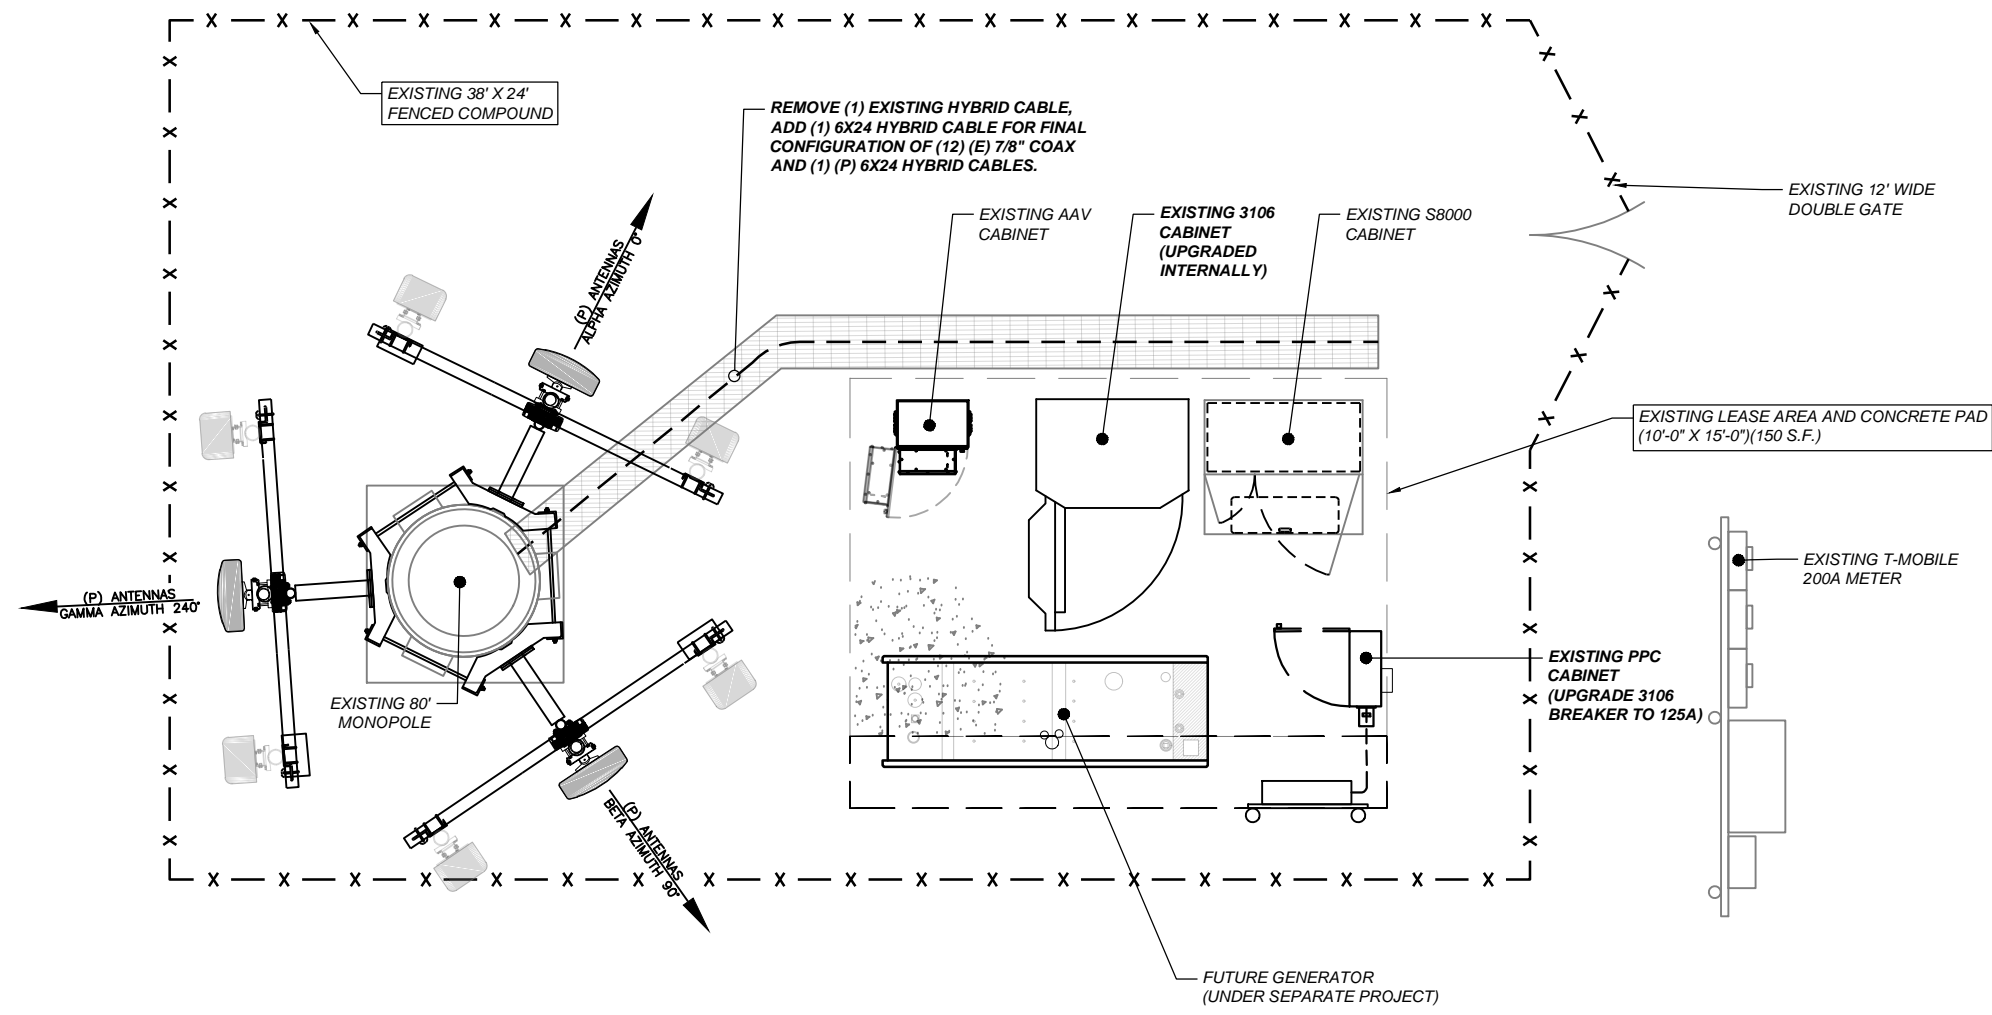 EXISTING 38' X 24'
FENCED COMPOUND
REMOVE (1) EXISTING HYBRID CABLE,
ADD (1) 6X24 HYBRID CABLE FOR FINAL
CONFIGURATION OF (12) (E) 7/8" COAX
AND (1) (P) 6X24 HYBRID CABLES.
EXISTING 12' WIDE
DOUBLE GATE
EXISTING AAV
CABINET
EXISTING 3106
CABINET
(UPGRADED
INTERNALLY)
EXISTING S8000
CABINET
(P) ANTENNAS
ALPHA AZIMUTH 0°
EXISTING LEASE AREA AND CONCRETE PAD
(10'-0" X 15'-0")(150 S.F.)
EXISTING T-MOBILE
200A METER
(P) ANTENNAS
GAMMA AZIMUTH 240°
EXISTING 80'
MONOPOLE
EXISTING PPC
CABINET
(UPGRADE 3106
BREAKER TO 125A)
(P) ANTENNAS
BETA AZIMUTH 90°
FUTURE GENERATOR
(UNDER SEPARATE PROJECT)